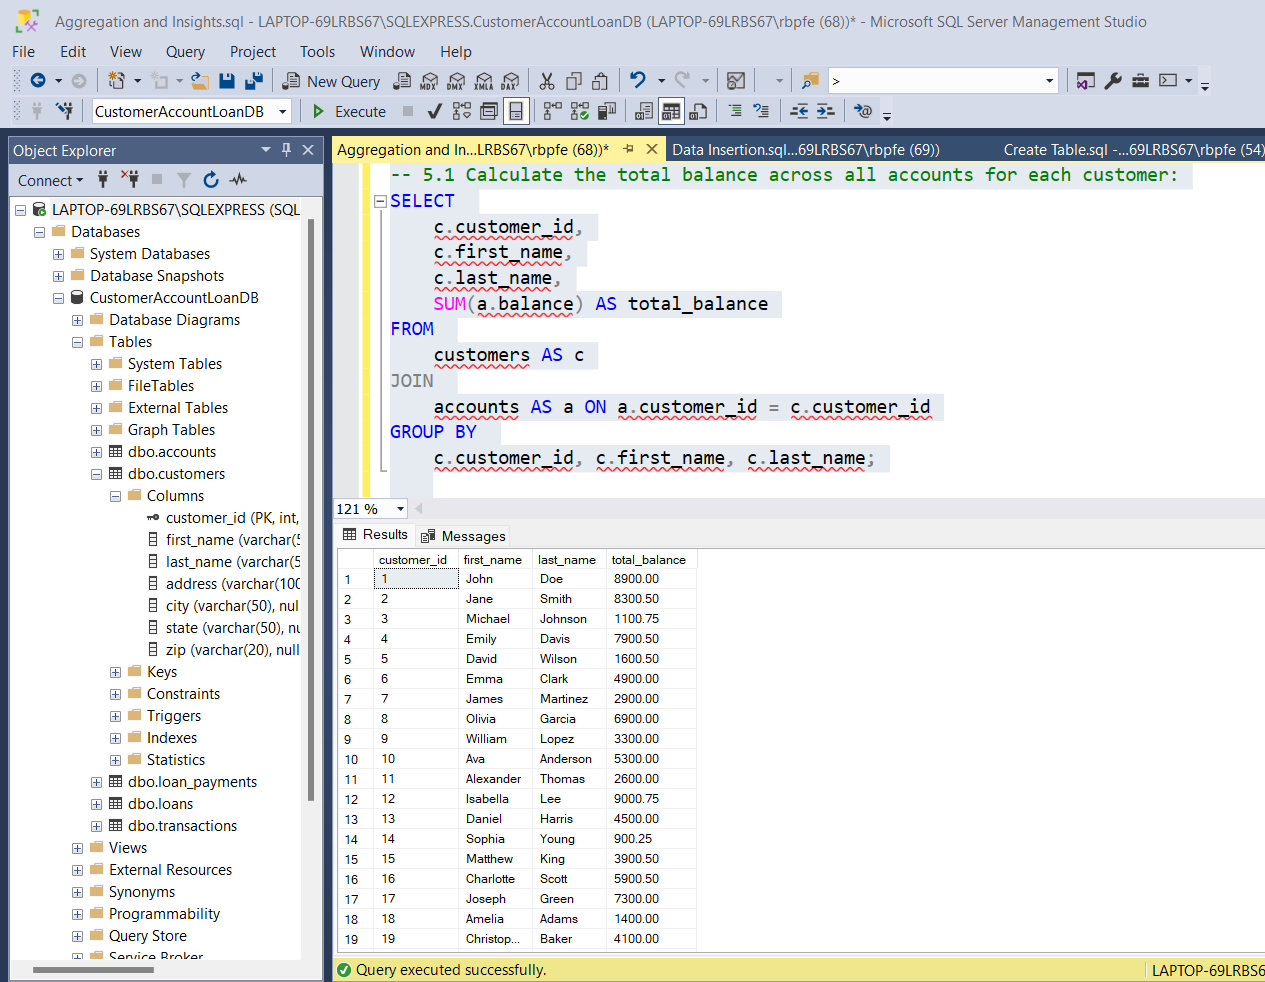 Aggregation and Insights.sql - LAPTOP-69LRBS67\SQLEXPRESS.CustomerAccountLoanDB (LAPTOP-69LRBS67\rbpfe (68))* - Microsoft SQL Server Management Studio
File Edit View Query Project Tools Window Help
New Query MDX DMX XMLA DAX >
CustomerAccountLoanDB Execute
Object Explorer
Connect
LAPTOP-69LRBS67\SQLEXPRESS (SQL
Databases
System Databases
Database Snapshots
CustomerAccountLoanDB
Database Diagrams
Tables
System Tables
FileTables
External Tables
Graph Tables
dbo.accounts
dbo.customers
Columns
customer_id (PK, int,
first_name (varchar(5
last_name (varchar(5
address (varchar(100
city (varchar(50), nul
state (varchar(50), nu
zip (varchar(20), null
Keys
Constraints
Triggers
Indexes
Statistics
dbo.loan_payments
dbo.loans
dbo.transactions
Views
External Resources
Synonyms
Programmability
Query Store
Service Broker
Aggregation and In...LRBS67\rbpfe (68))* Data Insertion.sql...69LRBS67\rbpfe (69)) Create Table.sql -...69LRBS67\rbpfe (54)
-- 5.1 Calculate the total balance across all accounts for each customer:
SELECT
c.customer_id,
c.first_name,
c.last_name,
SUM(a.balance) AS total_balance
FROM
customers AS c
JOIN
accounts AS a ON a.customer_id = c.customer_id
GROUP BY
c.customer_id, c.first_name, c.last_name;
121 %
Results Messages
customer_id first_name last_name total_balance
1 1 John Doe 8900.00
2 2 Jane Smith 8300.50
3 3 Michael Johnson 1100.75
4 4 Emily Davis 7900.50
5 5 David Wilson 1600.50
6 6 Emma Clark 4900.00
7 7 James Martinez 2900.00
8 8 Olivia Garcia 6900.00
9 9 William Lopez 3300.00
10 10 Ava Anderson 5300.00
11 11 Alexander Thomas 2600.00
12 12 Isabella Lee 9000.75
13 13 Daniel Harris 4500.00
14 14 Sophia Young 900.25
15 15 Matthew King 3900.50
16 16 Charlotte Scott 5900.50
17 17 Joseph Green 7300.00
18 18 Amelia Adams 1400.00
19 19 Christop... Baker 4100.00
Query executed successfully. LAPTOP-69LRBS6